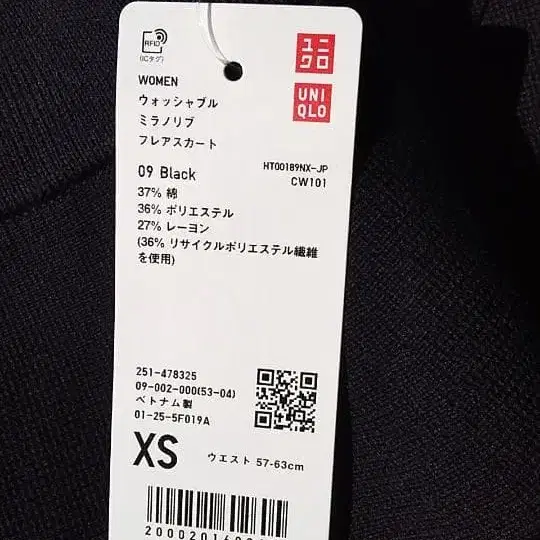 RFID
(ICタグ)
ユニ
クロ
UNI
QLO
WOMEN
ウォッシャブル
ミラノリブ
フレアスカート
09 Black
HT00189NX-JP
CW101
37% 綿
36% ポリエステル
27% レーヨン
(36% リサイクルポリエステル繊維
を使用)
251-478325
09-002-000(53-04)
ベトナム製
01-25-5F019A
XS ウエスト 57-63cm